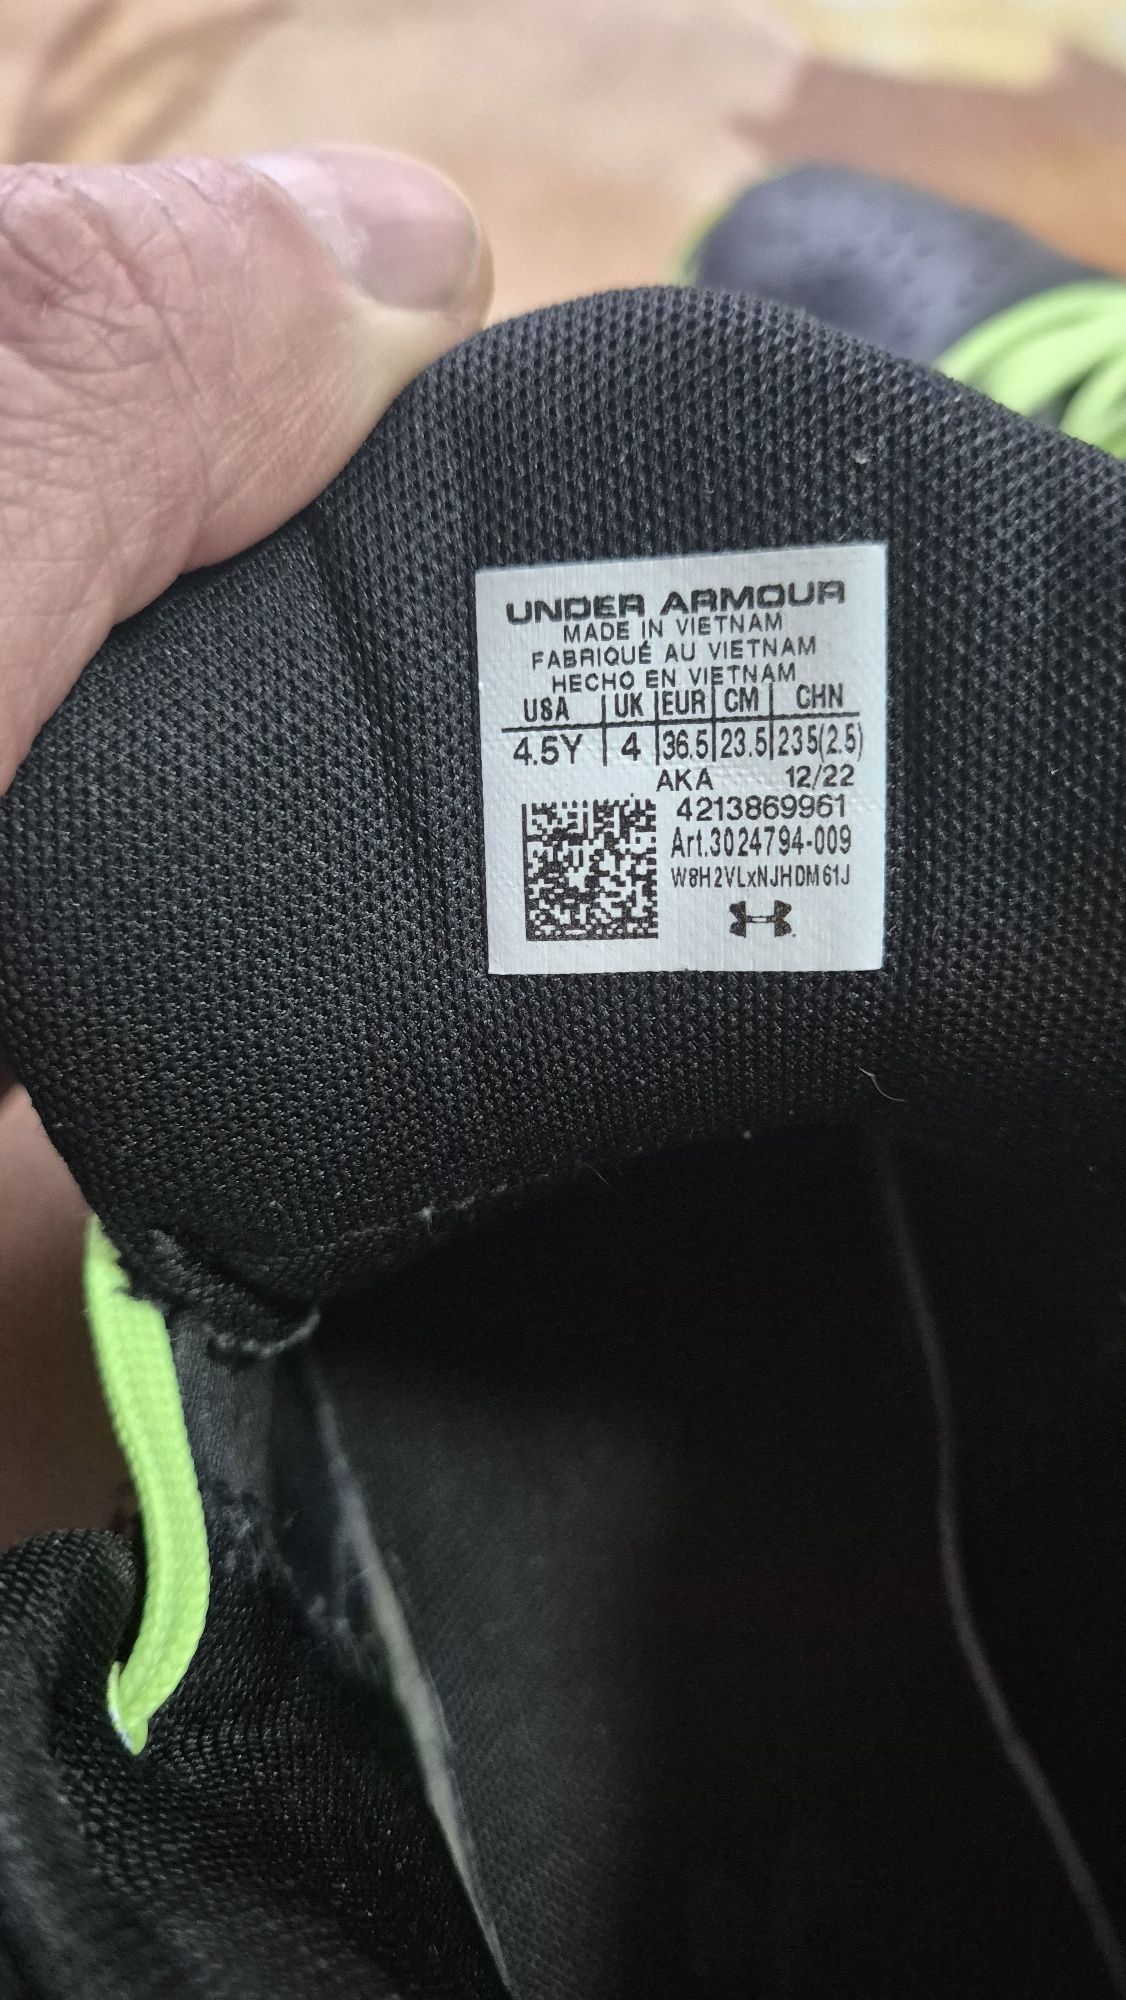 UNDER ARMOUR
MADE IN VIETNAM
FABRIQUÉ AU VIETNAM
HECHO EN VIETNAM
USA UK EUR CM CHN
4.5Y 4 36.5 23.5 235(2.5)
AKA 12/22
4213869961
Art.3024794-009
W8H2VLxNJHDM61J